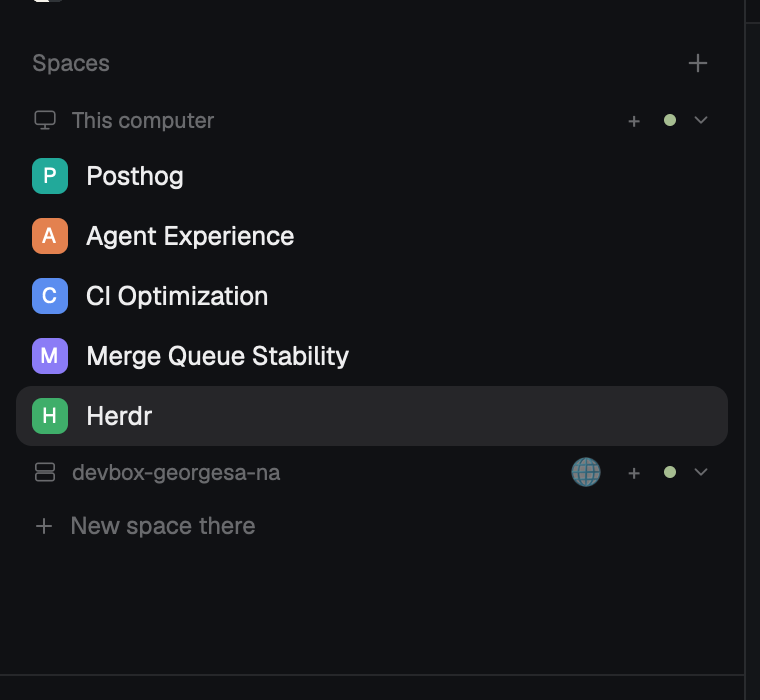 Spaces
This computer
P Posthog
A Agent Experience
C CI Optimization
M Merge Queue Stability
H Herdr
devbox-georgesa-na
+ New space there